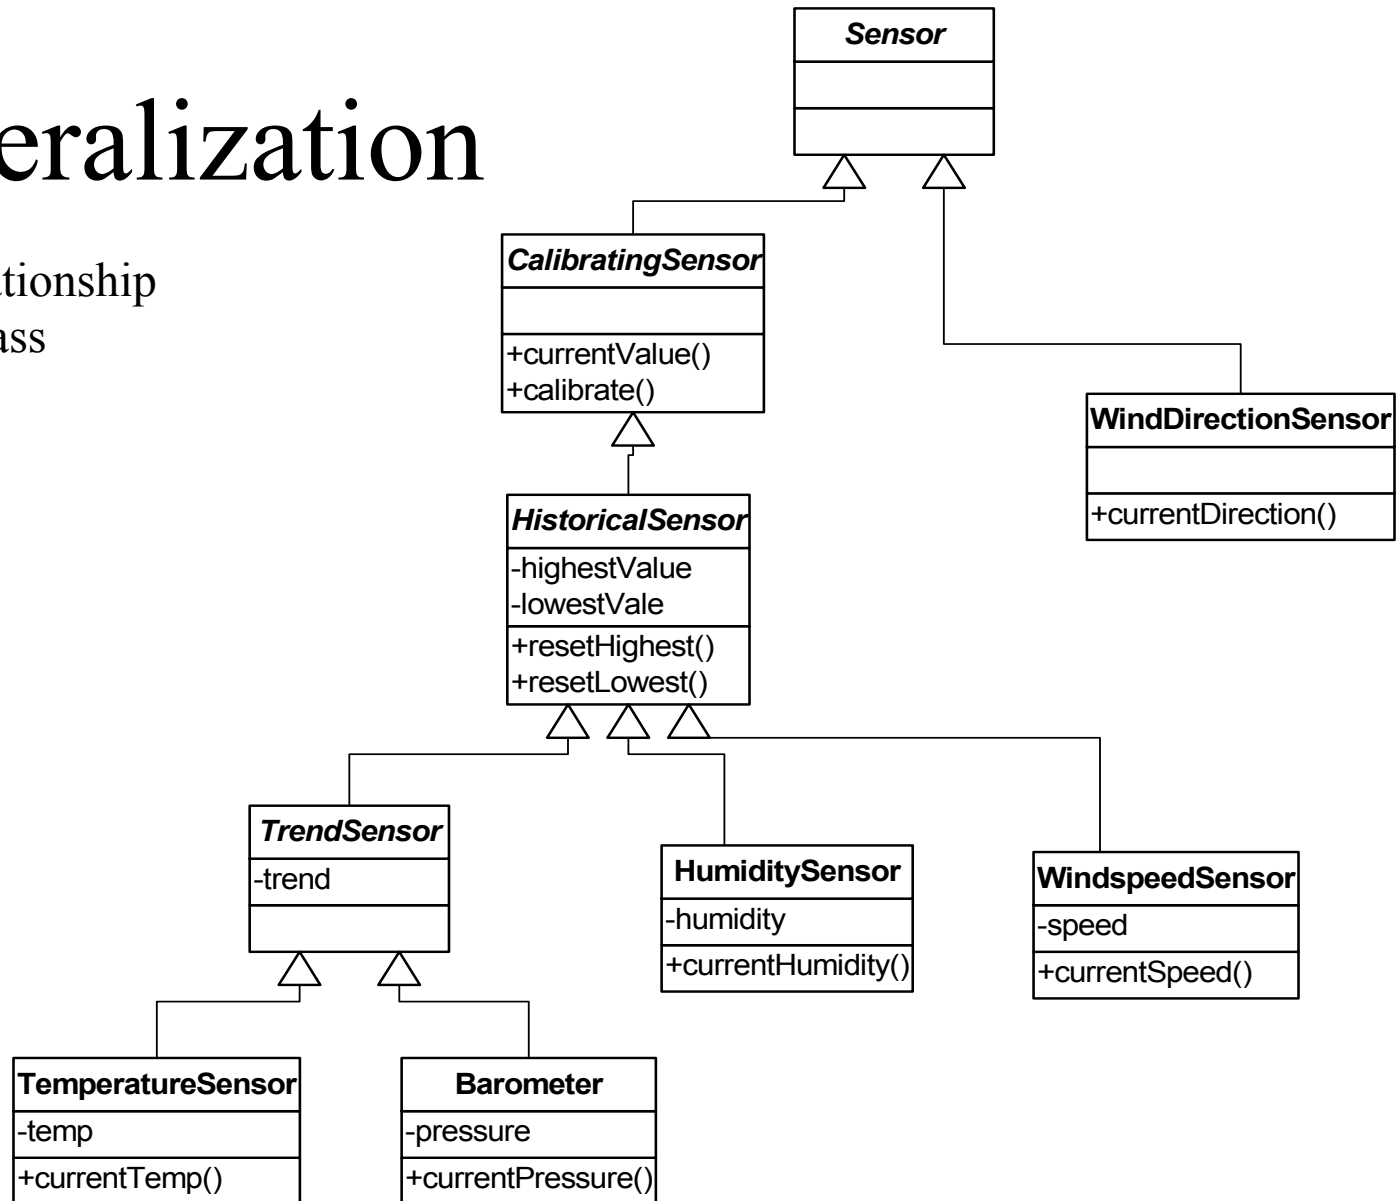 eralization
ationship
ass
Sensor
CalibratingSensor
+currentValue()
+calibrate()
WindDirectionSensor
+currentDirection()
HistoricalSensor
-highestValue
-lowestVale
+resetHighest()
+resetLowest()
TrendSensor
-trend
HumiditySensor
-humidity
+currentHumidity()
WindspeedSensor
-speed
+currentSpeed()
TemperatureSensor
-temp
+currentTemp()
Barometer
-pressure
+currentPressure()